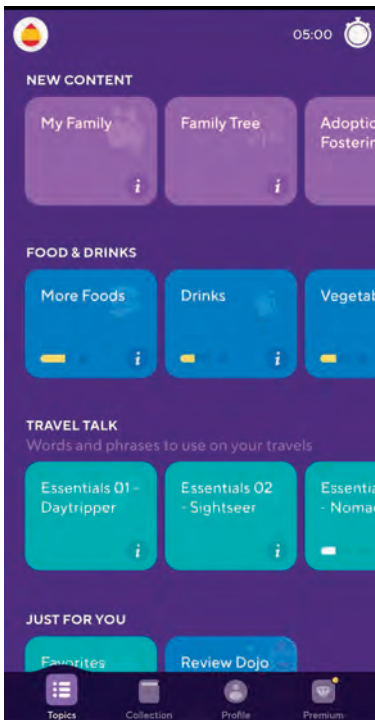 05:00
NEW CONTENT
My Family
Family Tree
Adoptio
Fosterin
i
i
FOOD & DRINKS
More Foods
Drinks
Vegetab
i
i
TRAVEL TALK
Words and phrases to use on your travels
Essentials 01 -
Daytripper
Essentials 02
- Sightseer
Essentia
- Noma
i
i
JUST FOR YOU
Favorites
Review Dojo
Topics
Collection
Profile
Premium